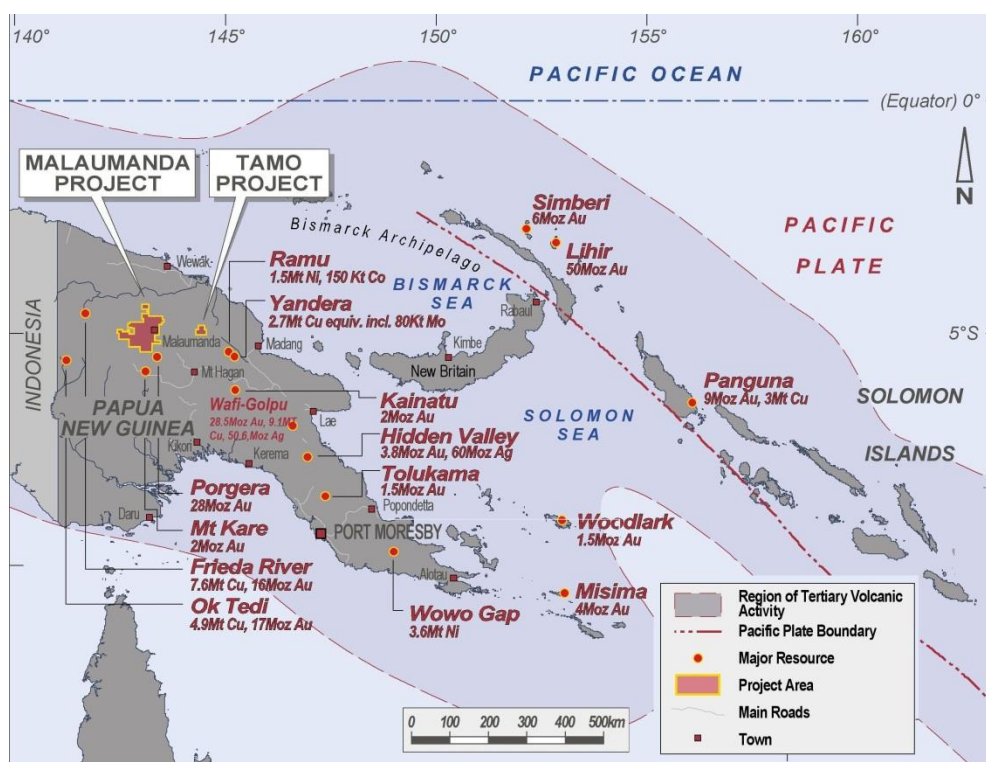 140°
145°
150°
155°
160°
PACIFIC OCEAN
(Equator) 0°
N
MALAUMANDA
PROJECT
TAMO
PROJECT
Simberi
6Moz Au
Lihir
50Moz Au
PACIFIC
PLATE
Bismarck Archipelago
Wewak
Ramu
1.5Mt Ni, 150 Kt Co
BISMARCK
SEA
Yandera
2.7Mt Cu equiv. incl. 80Kt Mo
Rabaul
INDONESIA
Malaumanda
Madang
Kimbe
5°S
New Britain
Mt Hagan
Panguna
9Moz Au, 3Mt Cu
SOLOMON
ISLANDS
PAPUA
NEW GUINEA
Wafi-Golpu
28.5Moz Au, 9.1MT
Cu, 50.6,Moz Ag
Kainatu
2Moz Au
SOLOMON
SEA
Lae
Kikori
Kerema
Hidden Valley
3.8Moz Au, 60Moz Ag
Tolukama
1.5Moz Au
Porgera
28Moz Au
Daru
Popondetta
Mt Kare
2Moz Au
PORT MORESBY
Woodlark
1.5Moz Au
Frieda River
7.6Mt Cu, 16Moz Au
Alotau
Ok Tedi
4.9Mt Cu, 17Moz Au
Wowo Gap
3.6Mt Ni
Misima
4Moz Au
Region of Tertiary Volcanic
Activity
Pacific Plate Boundary
Major Resource
Project Area
Main Roads
Town
0 100 200 300 400 500km